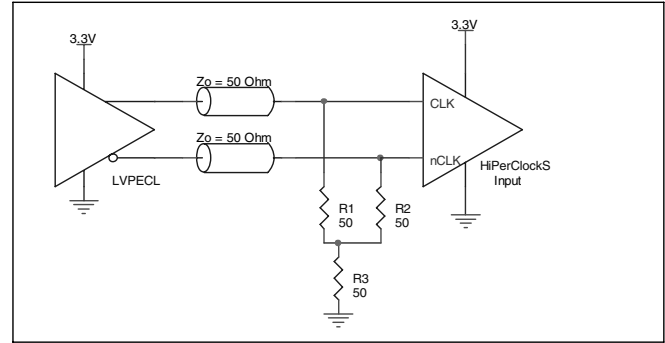 3.3V
3.3V
Zo = 50 Ohm
CLK
Zo = 50 Ohm
nCLK
HiPerClockS
Input
LVPECL
R1
50
R2
50
R3
50